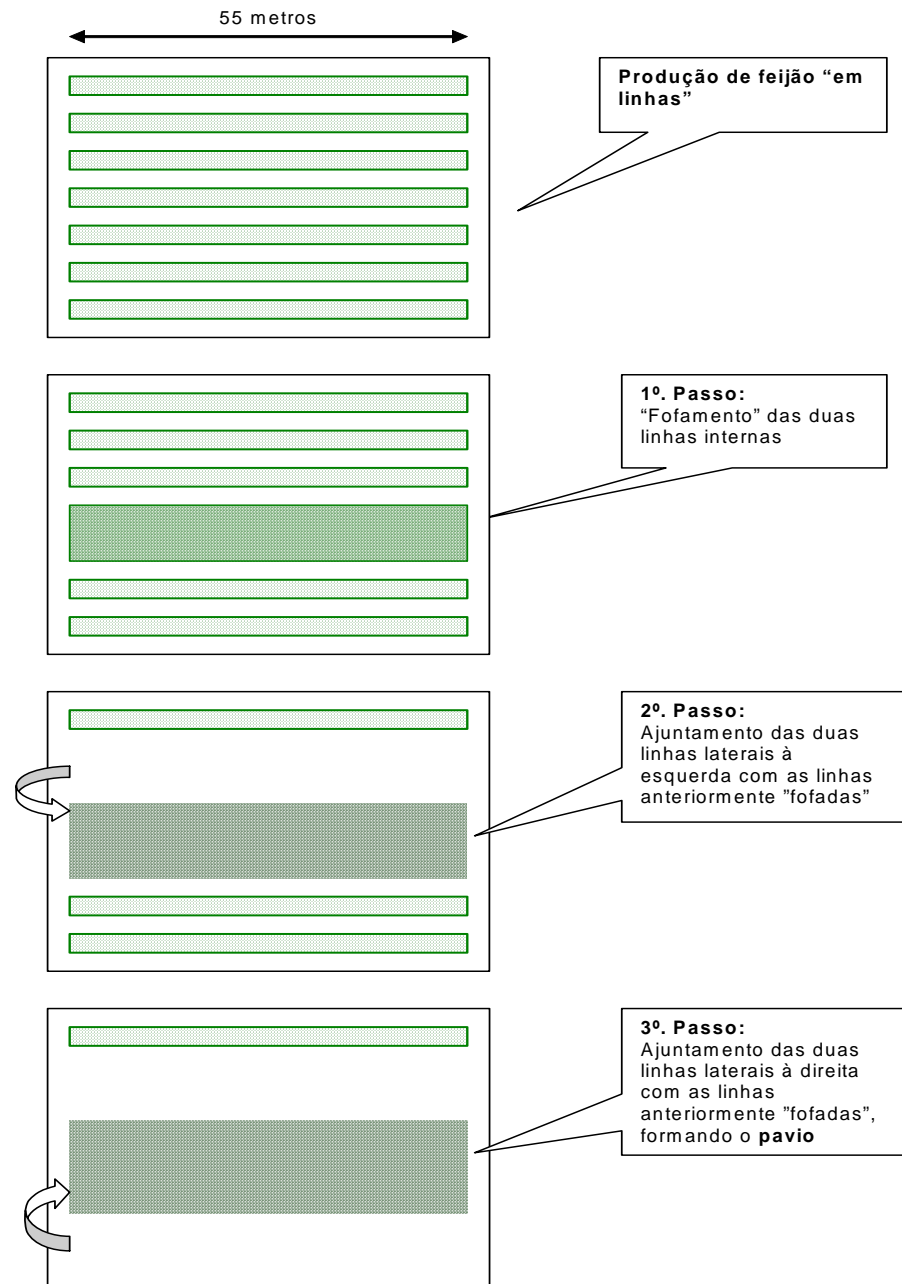 55 metros
Produção de feijão “em
linhas”
1º. Passo:
“Fofamento” das duas
linhas internas
2º. Passo:
Ajuntamento das duas
linhas laterais à
esquerda com as linhas
anteriormente ”fofadas”
3º. Passo:
Ajuntamento das duas
linhas laterais à direita
com as linhas
anteriormente ”fofadas”,
formando o pavio